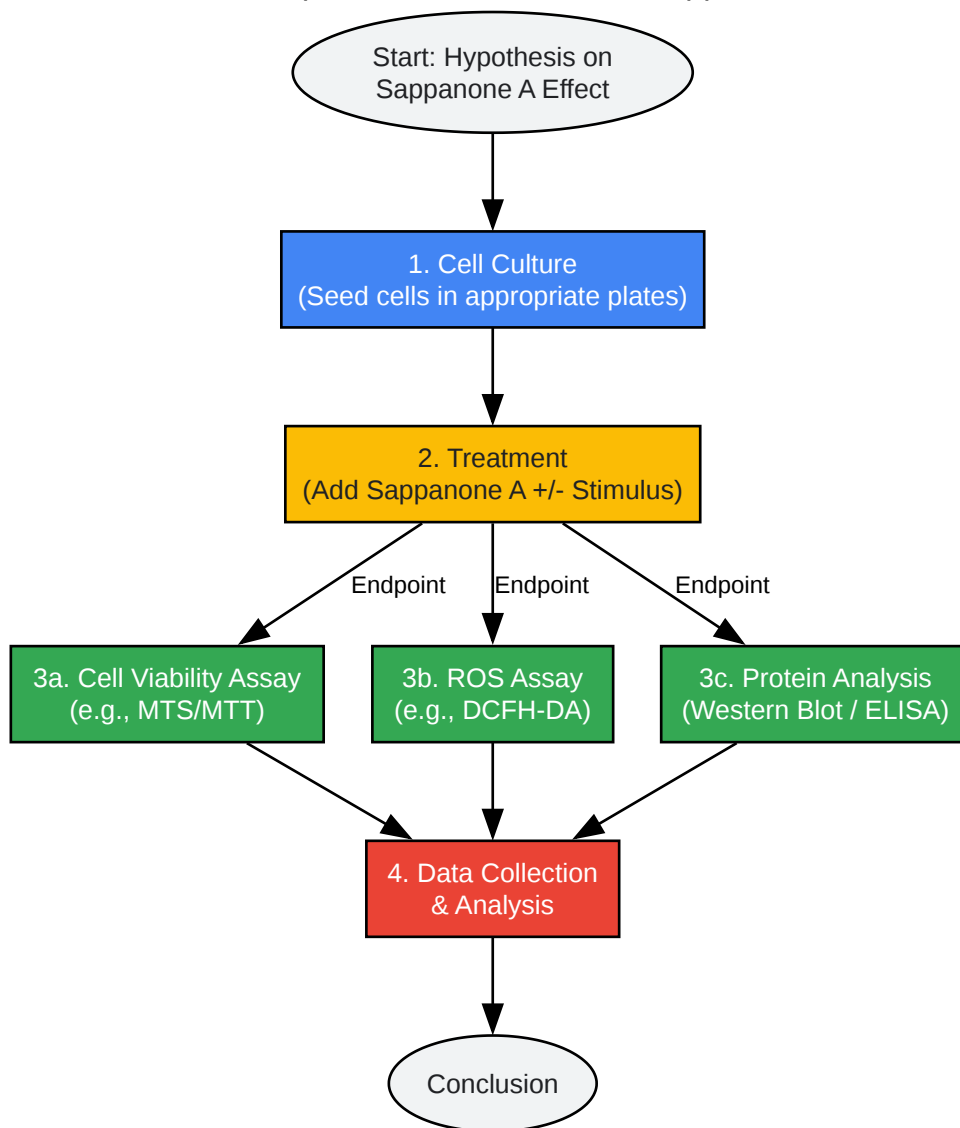 Start: Hypothesis on
Sappanone A Effect
1. Cell Culture
(Seed cells in appropriate plates)
2. Treatment
(Add Sappanone A +/- Stimulus)
Endpoint
Endpoint
Endpoint
3a. Cell Viability Assay
(e.g., MTS/MTT)
3b. ROS Assay
(e.g., DCFH-DA)
3c. Protein Analysis
(Western Blot / ELISA)
4. Data Collection
& Analysis
Conclusion